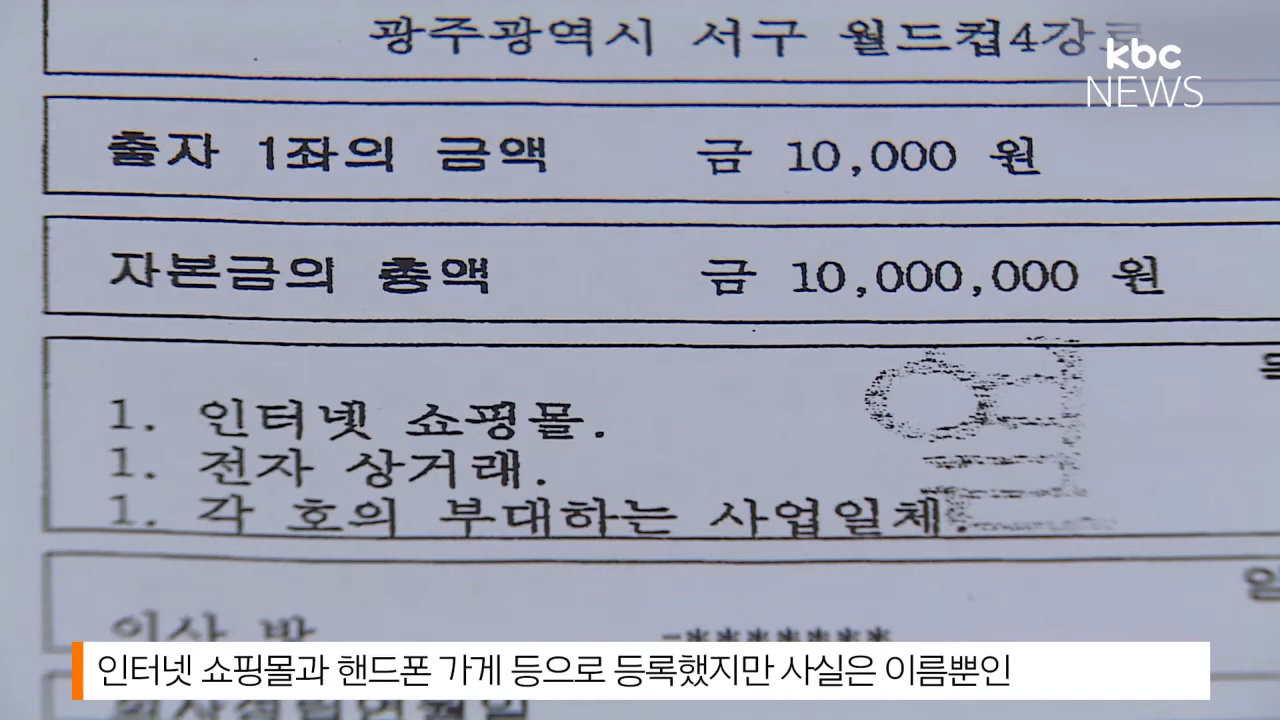 광주광역시 서구 월드컵4강로
kbc
NEWS
출자 1좌의 금액 금 10,000 원
자본금의 총액 금 10,000,000 원
1. 인터넷 쇼핑몰.
1. 전자 상거래.
1. 각 호의 부대하는 사업일체.
이사 박 -*******
인터넷 쇼핑몰과 핸드폰 가게 등으로 등록했지만 사실은 이름뿐인